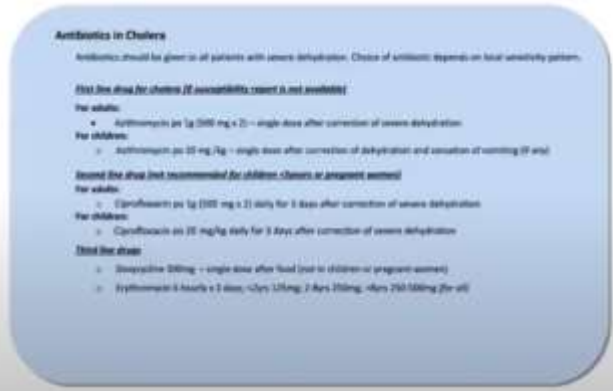 Antibiotics in Cholera
Antibiotics should be given to all patients with severe dehydration. Choice of antibiotic depends on local sensitivity pattern.
First line drug for cholera (if susceptibility report is not available)
For adults:
Azithromycin po 1g (500 mg x 2) – single dose after correction of severe dehydration
For children:
Azithromycin po 20 mg /kg – single dose after correction of dehydration and cessation of vomiting (if any)
Second line drug (not recommended for children or pregnant women)
For adults:
Ciprofloxacin po 1g (500 mg x 2) daily for 3 days after correction of severe dehydration
For children:
Ciprofloxacin po 20 mg/kg daily for 3 days after correction of severe dehydration
Third line drugs
Doxycycline 300mg – single dose after food (not in children or pregnant women)
Erythromycin 6 hourly x 3 days; 125mg; 250mg; 250-500mg (for all)